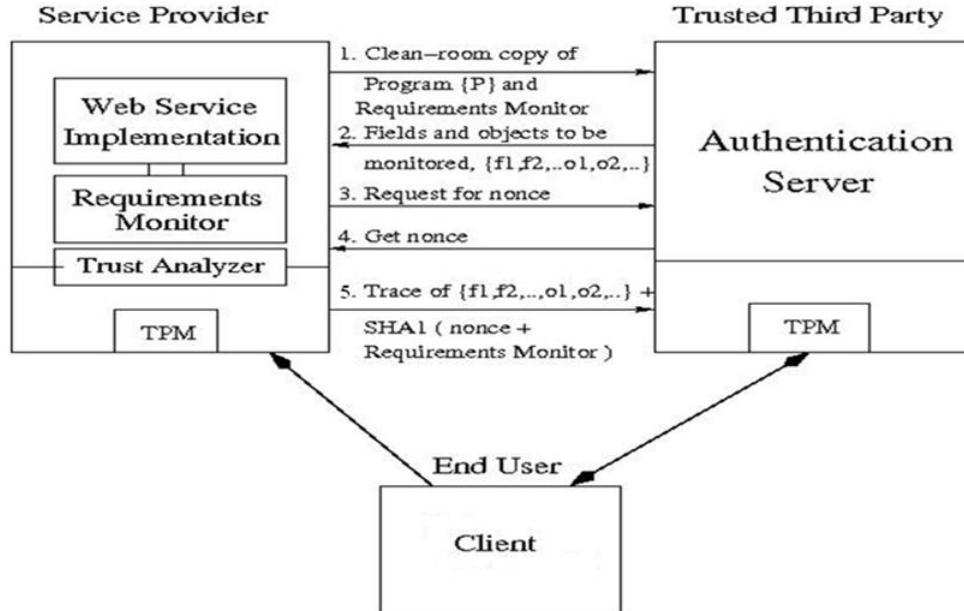 Service Provider
Trusted Third Party
Web Service
Implementation
Requirements
Monitor
Trust Analyzer
TPM
1. Clean–room copy of
Program {P} and
Requirements Monitor
2. Fields and objects to be
monitored, {f1,f2,..o1,o2,..}
3. Request for nonce
4. Get nonce
5. Trace of {f1,f2,..,o1,o2,..} +
SHA1 ( nonce +
Requirements Monitor )
Authentication
Server
TPM
End User
Client